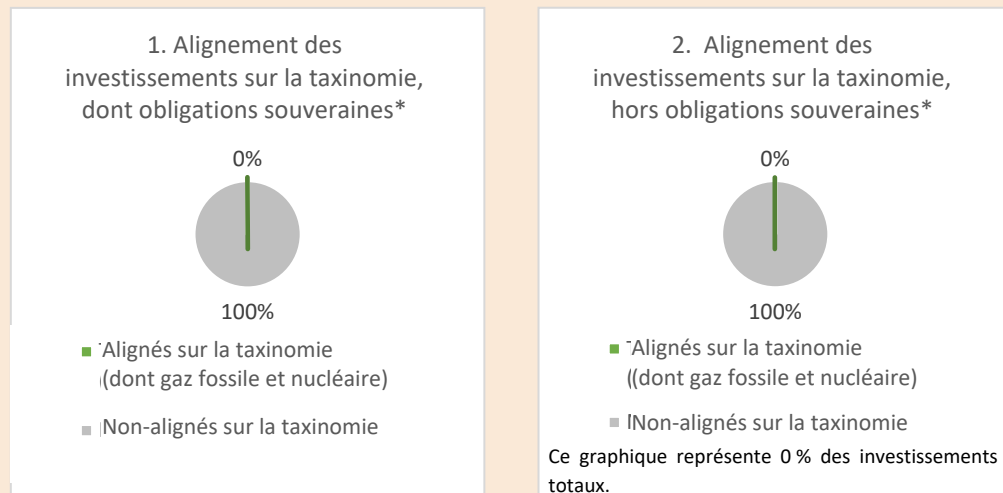 1. Alignement des
investissements sur la taxinomie,
dont obligations souveraines*
0%
100%
Alignés sur la taxinomie
(dont gaz fossile et nucléaire)
Non-alignés sur la taxinomie
2. Alignement des
investissements sur la taxinomie,
hors obligations souveraines*
0%
100%
Alignés sur la taxinomie
((dont gaz fossile et nucléaire)
Non-alignés sur la taxinomie
Ce graphique représente 0 % des investissements
totaux.